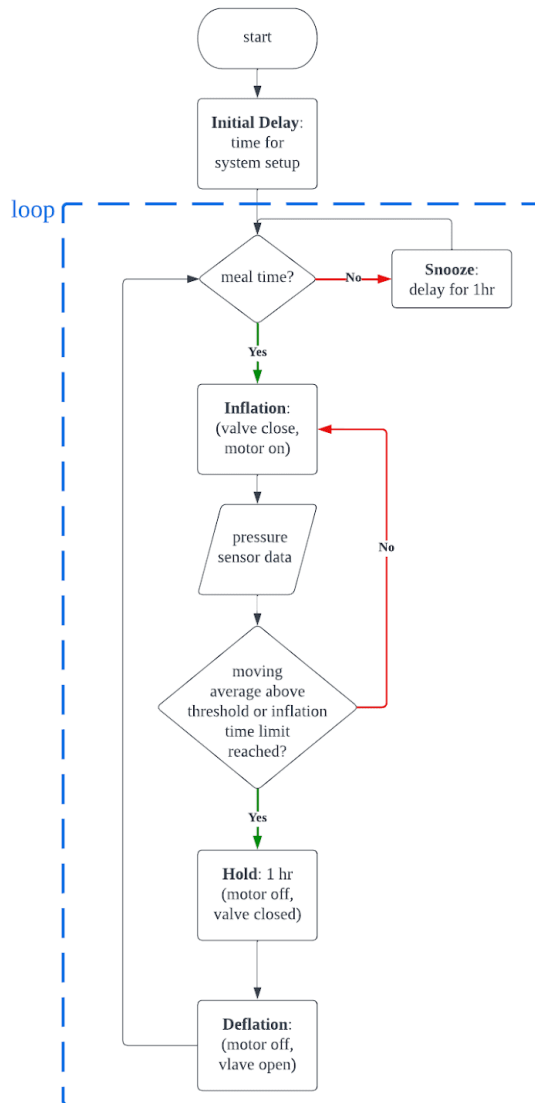 start
Initial Delay:
time for
system setup
loop
meal time?
No
Snooze:
delay for 1hr
Yes
Inflation:
(valve close,
motor on)
pressure
sensor data
No
moving
average above
threshold or inflation
time limit
reached?
Yes
Hold: 1 hr
(motor off,
valve closed)
Deflation:
(motor off,
vlave open)